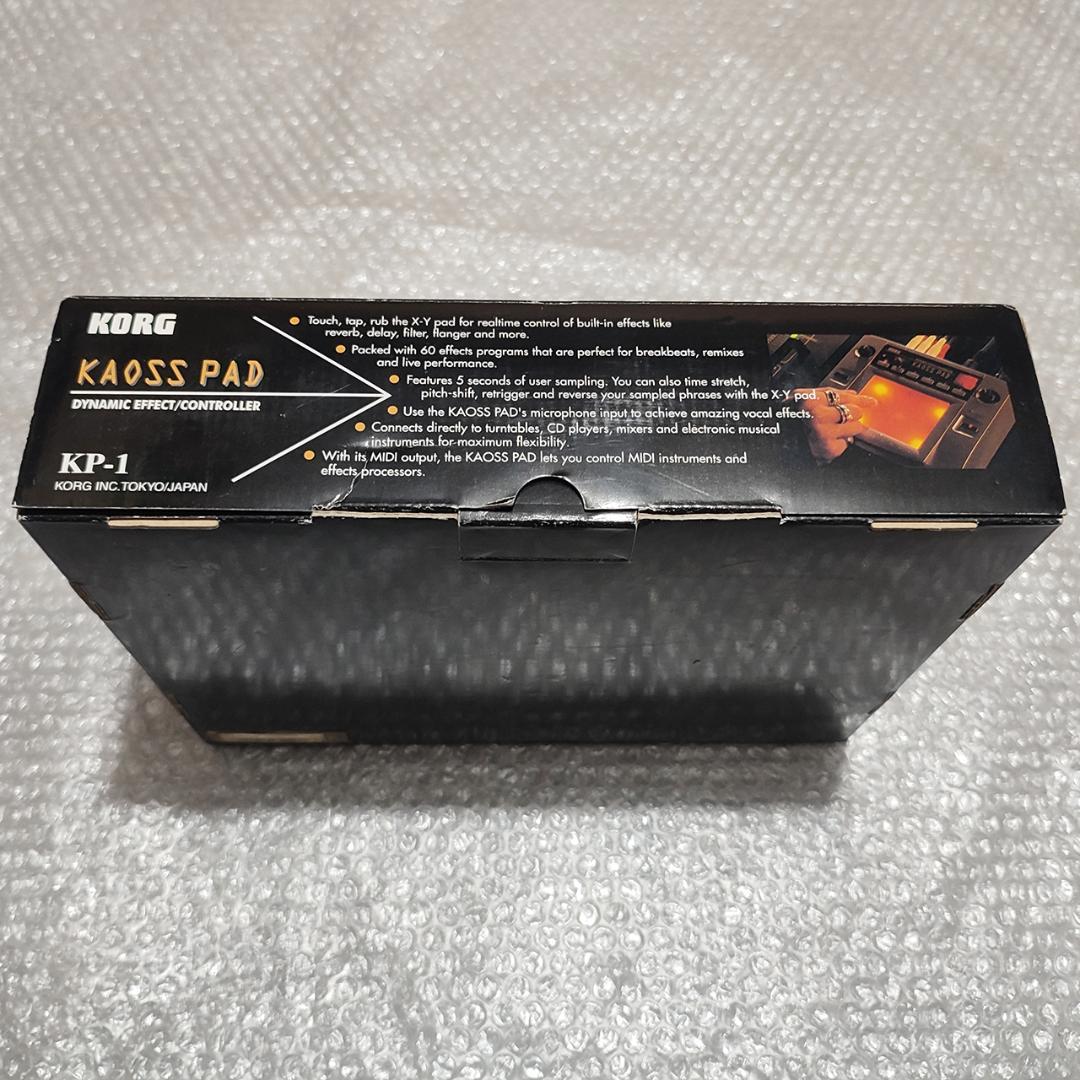 KORG
KAOSS PAD
DYNAMIC EFFECT/CONTROLLER
KP-1
KORG INC.TOKYO/JAPAN
Touch, tap, rub the X-Y pad for realtime control of built-in effects like
reverb, delay, filter, flanger and more.
Packed with 60 effects programs that are perfect for breakbeats, remixes
and live performance.
Features 5 seconds of user sampling. You can also time stretch,
pitch-shift, retrigger and reverse your sampled phrases with the X-Y pad.
Use the KAOSS PAD's microphone input to achieve amazing vocal effects.
Connects directly to turntables, CD players, mixers and electronic musical
instruments for maximum flexibility.
With its MIDI output, the KAOSS PAD lets you control MIDI instruments and
effects processors.
KAOSS PAD